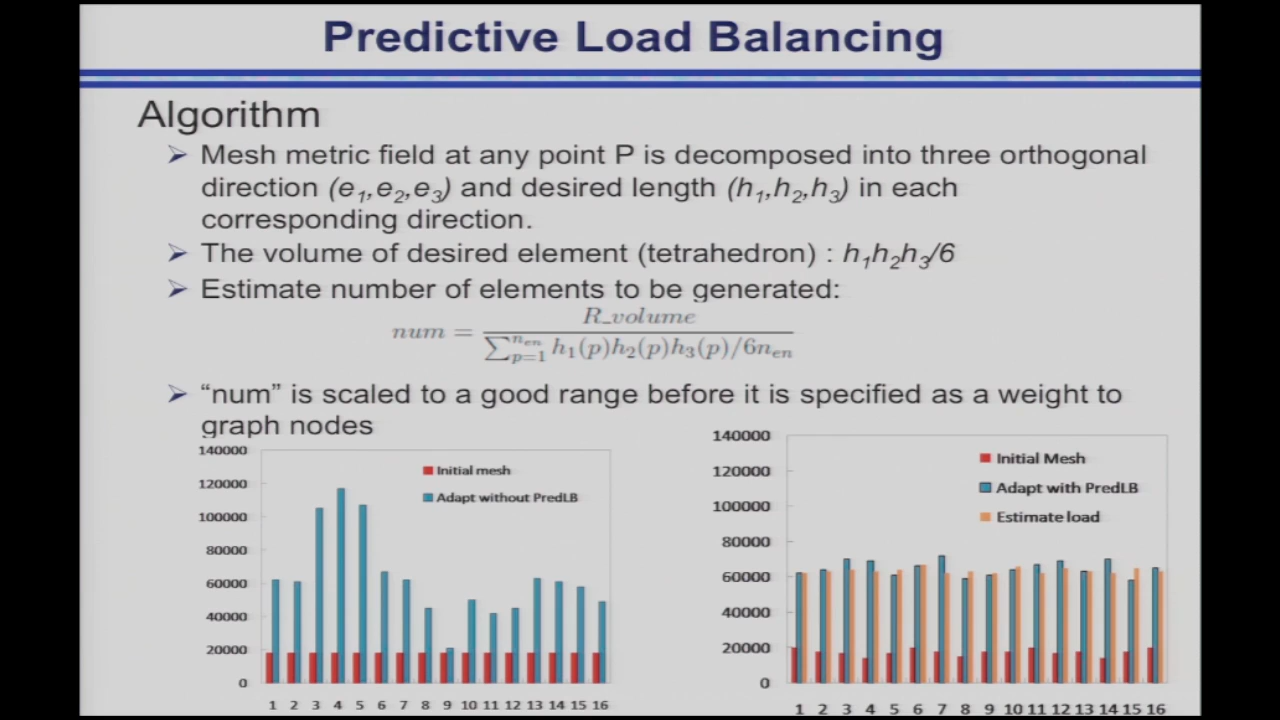 Predictive Load Balancing
Algorithm
➢ Mesh metric field at any point P is decomposed into three orthogonal
direction (e₁,e₂,e₃) and desired length (h₁,h₂,h₃) in each
corresponding direction.
➢ The volume of desired element (tetrahedron) : h₁h₂h₃/6
➢ Estimate number of elements to be generated:
num = R_volume / ∑_{p=1}^{n_{en}} h₁(p)h₂(p)h₃(p)/6n_{en}
➢ “num” is scaled to a good range before it is specified as a weight to
graph nodes
140000
120000
100000
80000
60000
40000
20000
0
Initial mesh
Adapt without PredLB
1 2 3 4 5 6 7 8 9 10 11 12 13 14 15 16
140000
120000
100000
80000
60000
40000
20000
0
Initial Mesh
Adapt with PredLB
Estimate load
1 2 3 4 5 6 7 8 9 10 11 12 13 14 15 16